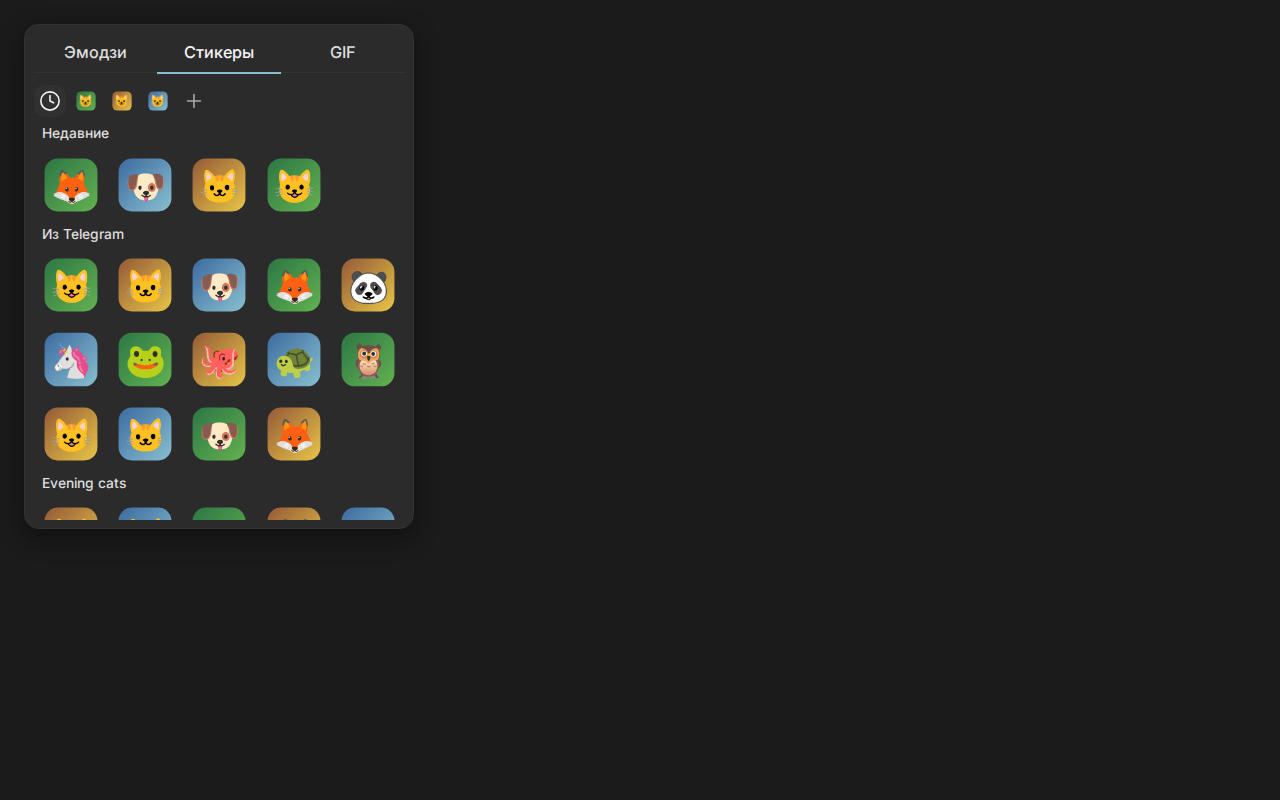 Эмодзи
Стикеры
GIF
Недавние
Из Telegram
Evening cats